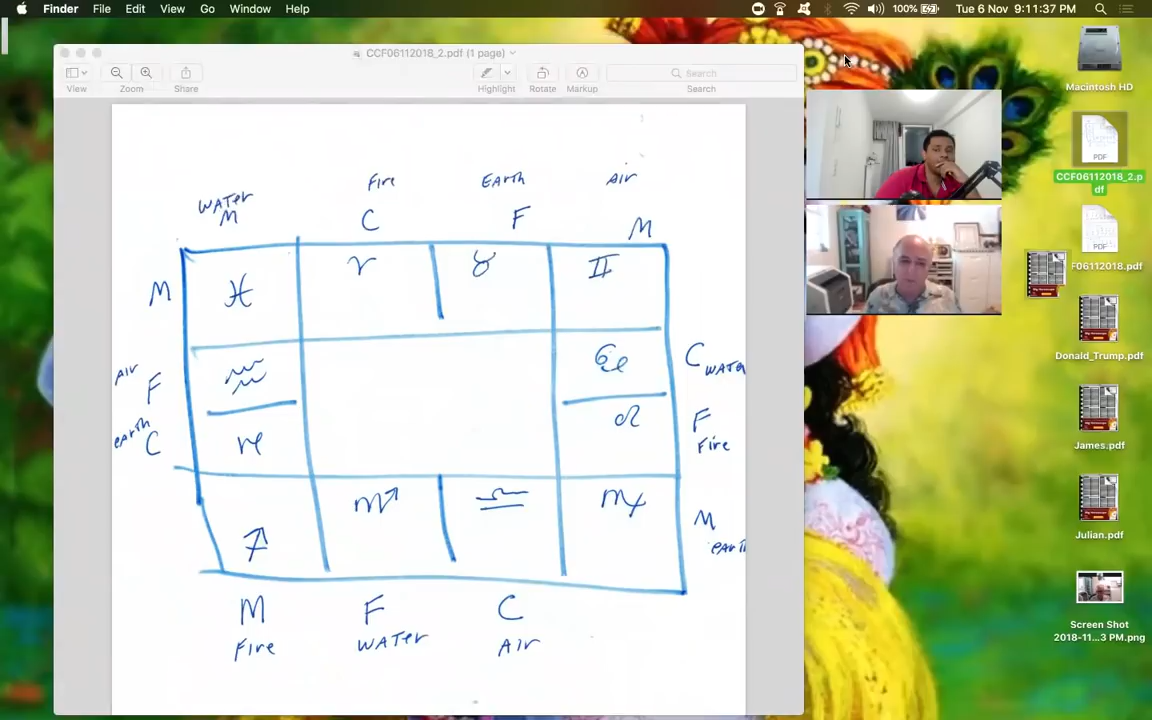 Finder File Edit View Go Window Help 100% Tue 6 Nov 9:11:37 PM
CCF06112018_2.pdf (1 page)
View Zoom Share Highlight Rotate Markup Search
Search
Macintosh HD
PDF
CCF06112018_2.p
df
PDF
F06112018.pdf
Donald_Trump.pdf
James.pdf
Julian.pdf
Screen Shot
2018-11...3 PM.png
WATER Fire EArth Air
M C F M
M ♓ ♈ ♉ ♊
Air F ♒ ♋ C WATER
earth C ♑ ♌ F Fire
♐ ♏ ♎ ♍ M eart
M F C
Fire WATer Air